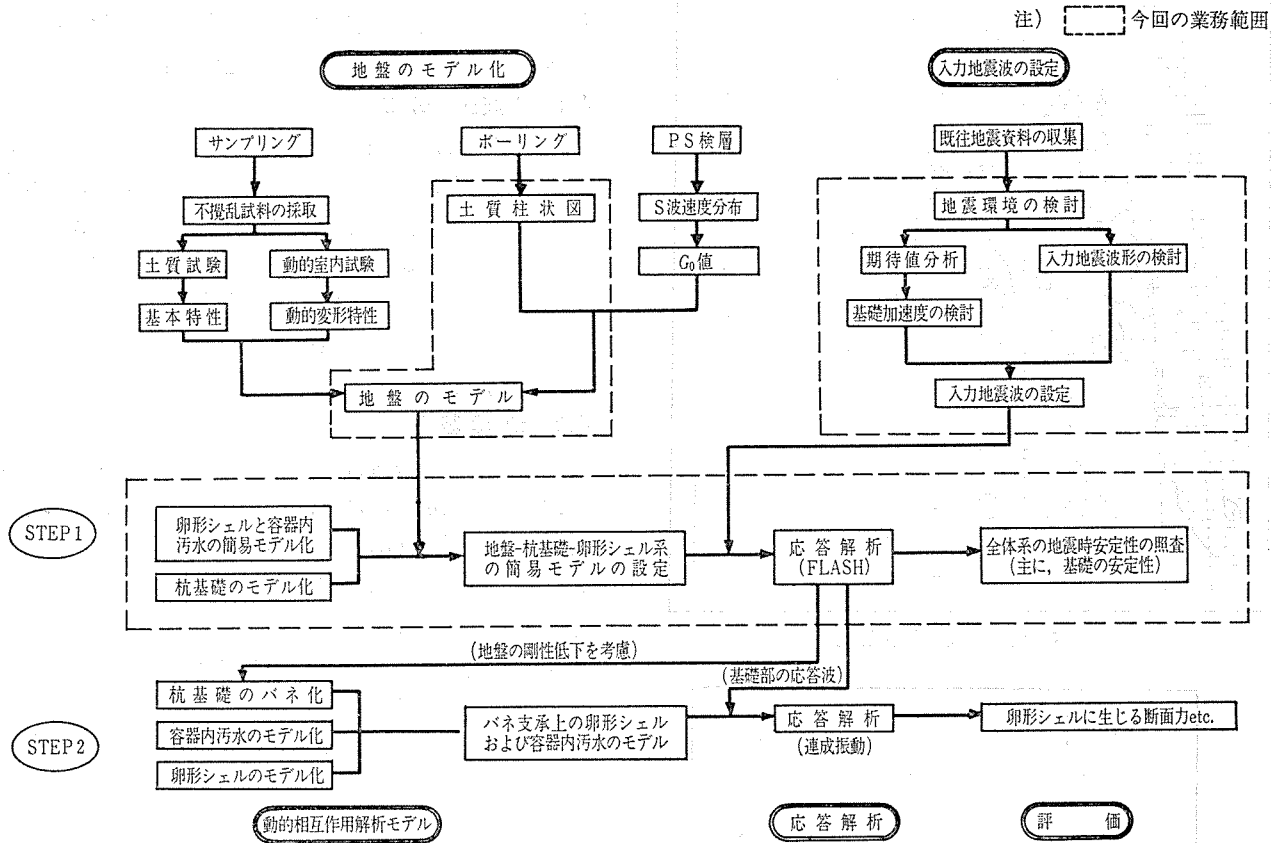 注) 今回の業務範囲
地盤のモデル化
入力地震波の設定
サンプリング
ボーリング
PS検層
既往地震資料の収集
不攪乱試料の採取
土質柱状図
S波速度分布
地震環境の検討
土質試験
動的室内試験
G₀値
期待値分析
入力地震波形の検討
基本特性
動的変形特性
基礎加速度の検討
地盤のモデル
入力地震波の設定
STEP1
卵形シェルと容器内
汚水の簡易モデル化
杭基礎のモデル化
地盤-杭基礎-卵形シェル系
の簡易モデルの設定
応答解析
(FLASH)
全体系の地震時安定性の照査
(主に,基礎の安定性)
(地盤の剛性低下を考慮)
(基礎部の応答波)
STEP2
杭基礎のバネ化
容器内汚水のモデル化
卵形シェルのモデル化
バネ支承上の卵形シェル
および容器内汚水のモデル
応答解析
(連成振動)
卵形シェルに生じる断面力etc.
動的相互作用解析モデル
応答解析
評価